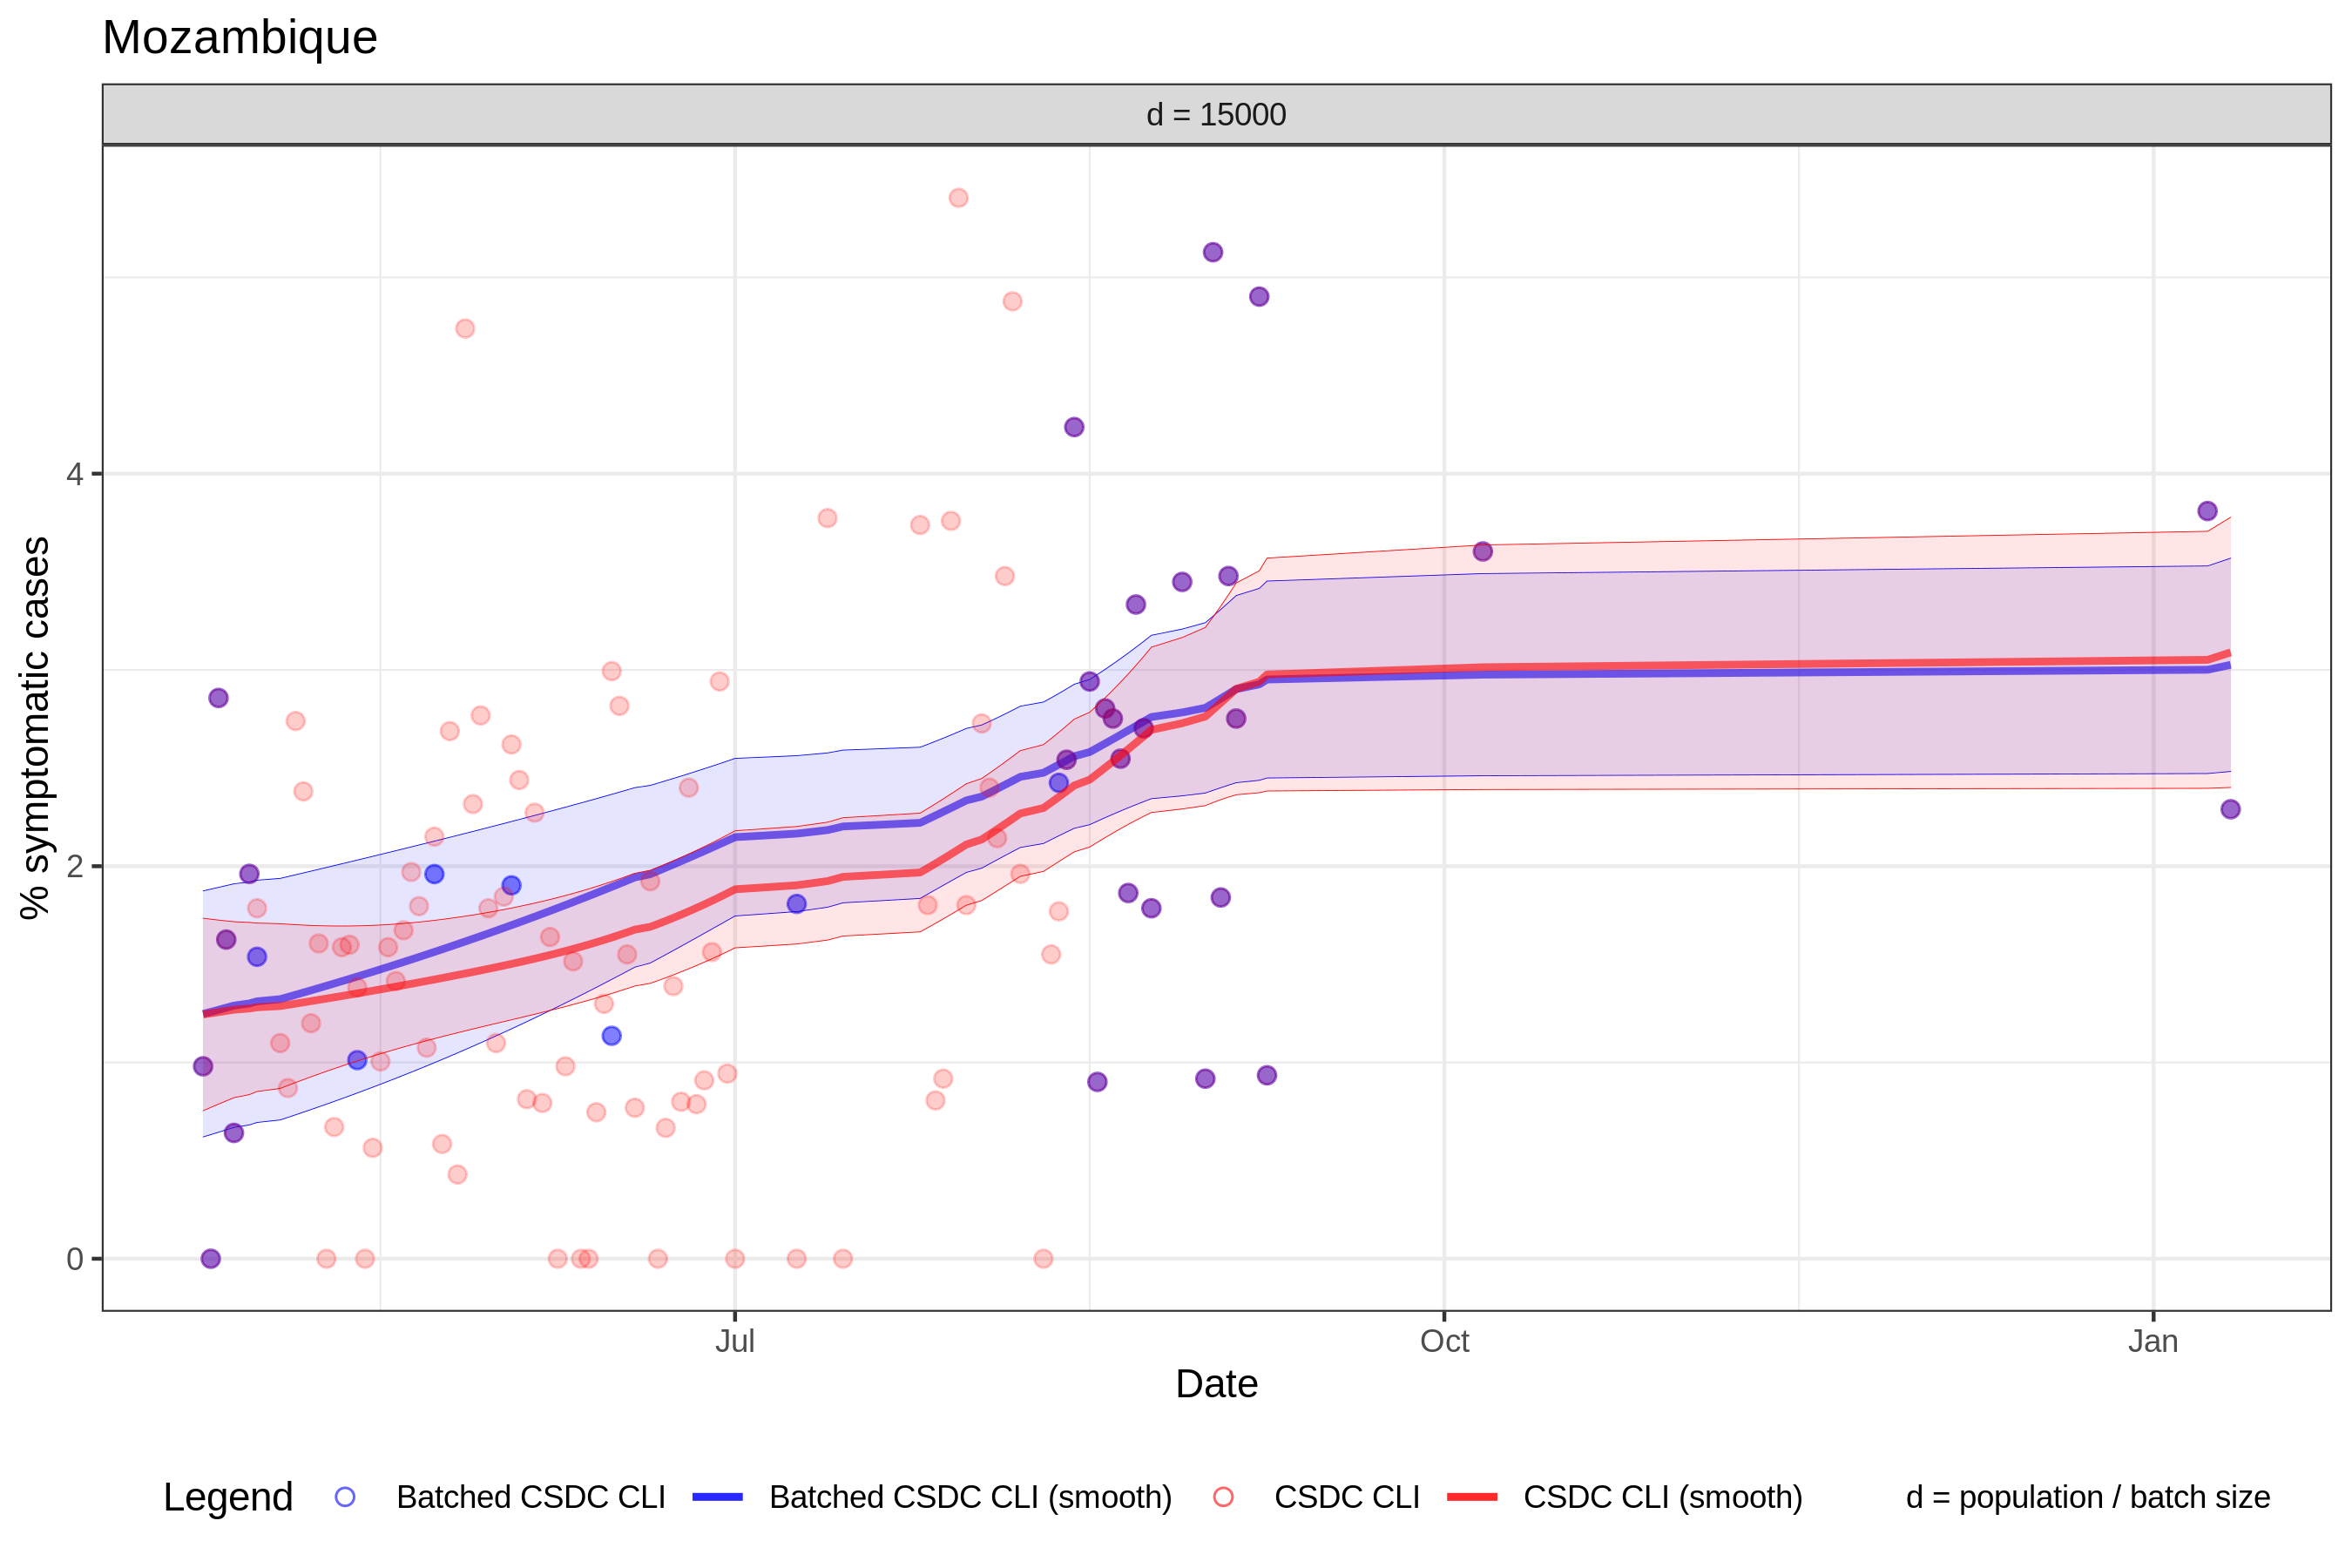 Mozambique
d = 15000
% symptomatic cases
4
2
0
Jul
Oct
Jan
Date
Legend
Batched CSDC CLI
Batched CSDC CLI (smooth)
CSDC CLI
CSDC CLI (smooth)
d = population / batch size